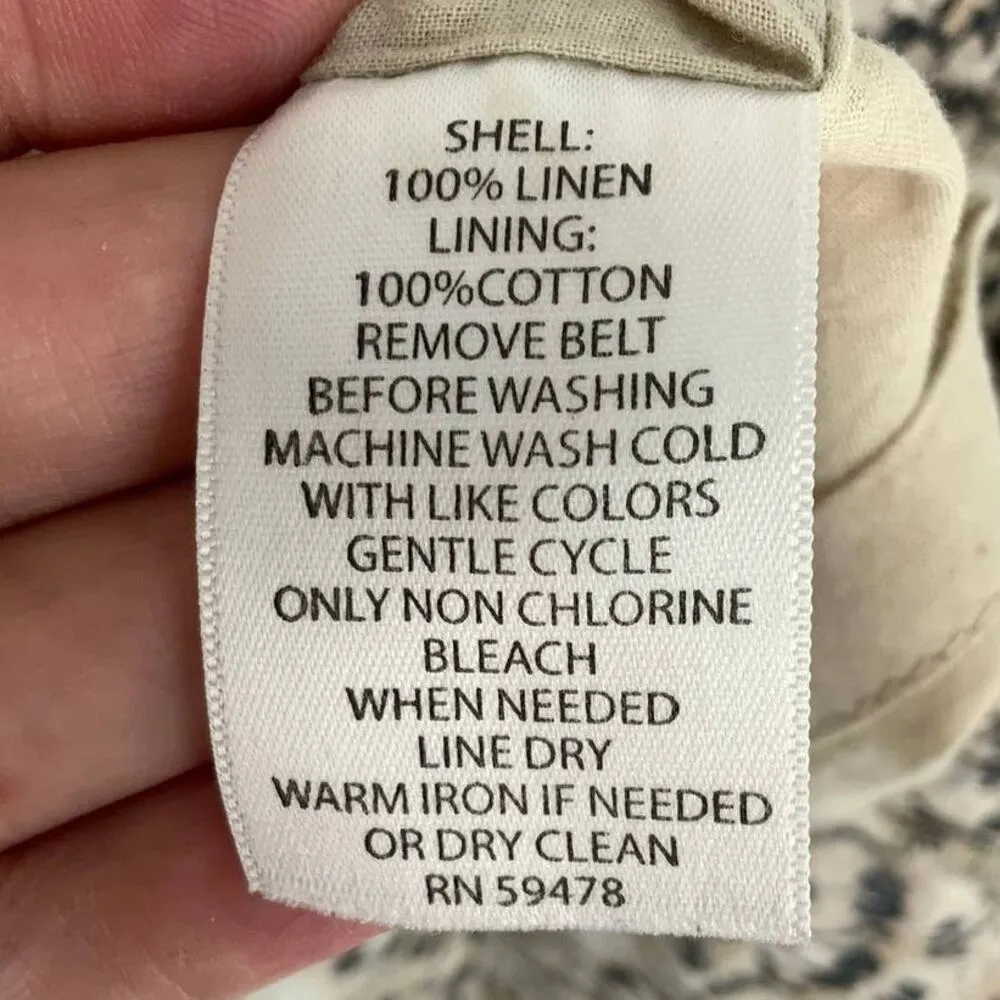 SHELL:
100% LINEN
LINING:
100%COTTON
REMOVE BELT
BEFORE WASHING
MACHINE WASH COLD
WITH LIKE COLORS
GENTLE CYCLE
ONLY NON CHLORINE
BLEACH
WHEN NEEDED
LINE DRY
WARM IRON IF NEEDED
OR DRY CLEAN
RN 59478